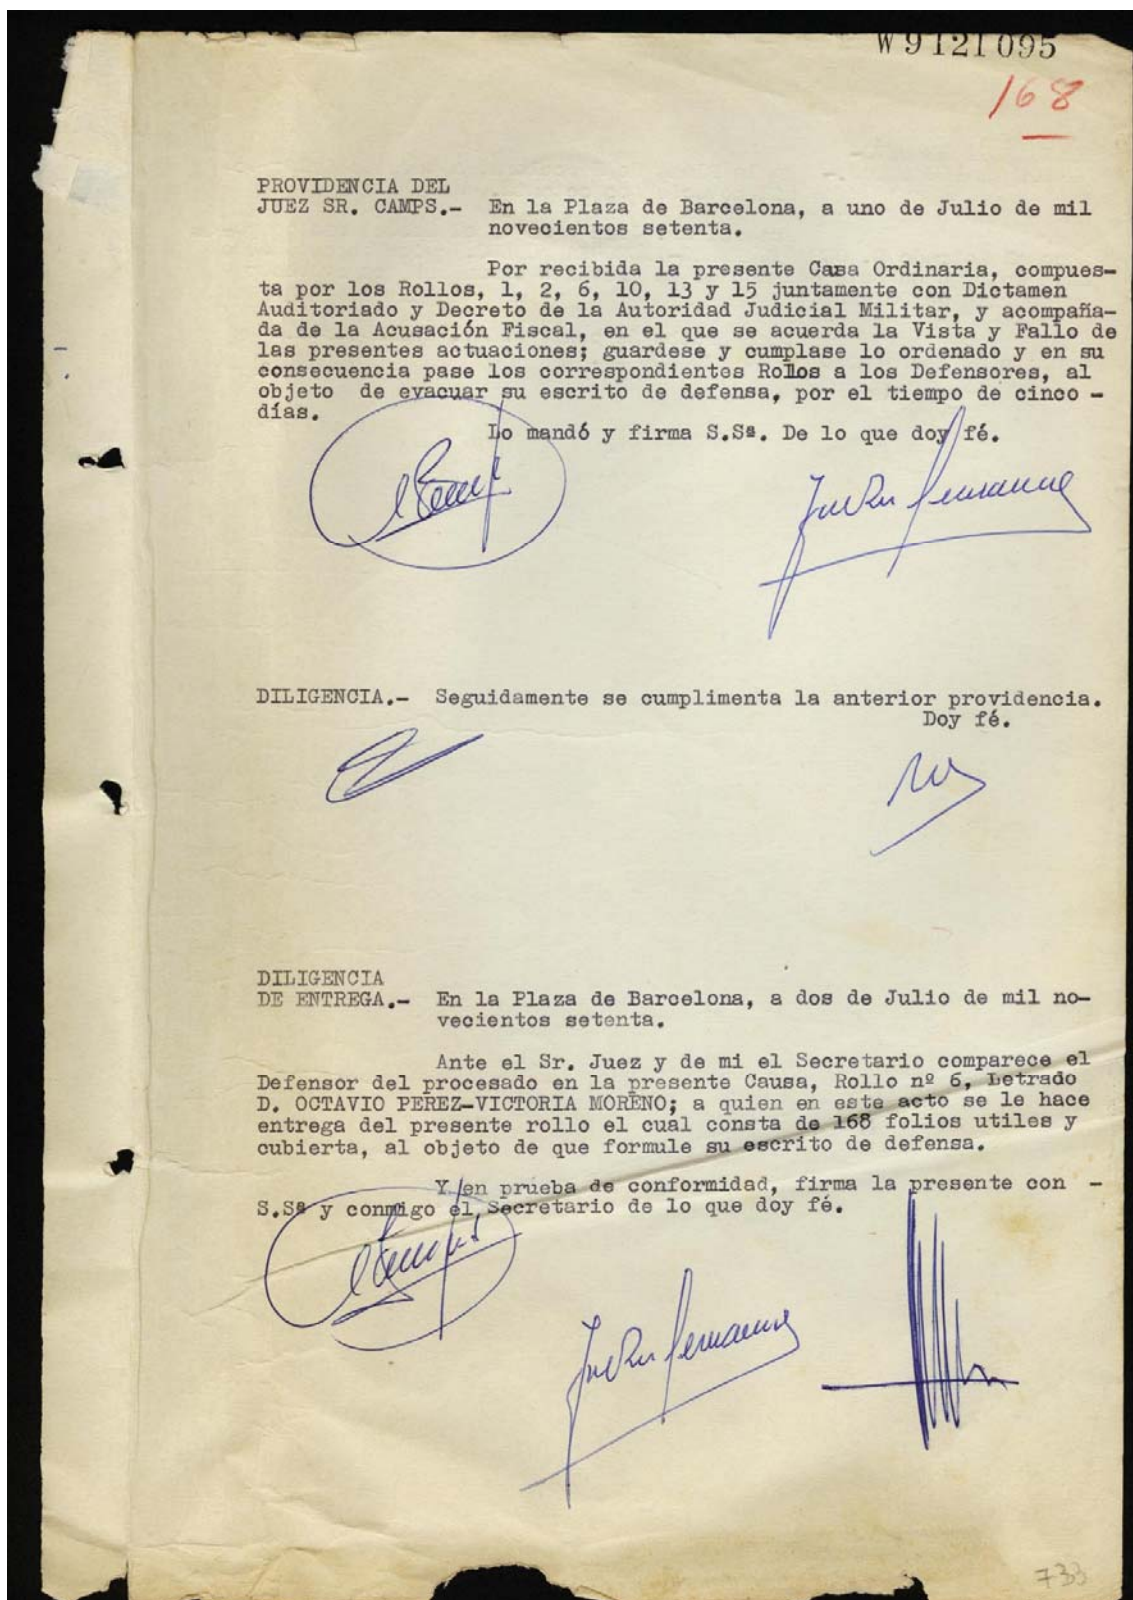 W 9121095
168
PROVIDENCIA DEL
JUEZ SR. CAMPS.- En la Plaza de Barcelona, a uno de Julio de mil
novecientos setenta.
Por recibida la presente Casa Ordinaria, compues-
ta por los Rollos, 1, 2, 6, 10, 13 y 15 juntamente con Dictamen
Auditoriado y Decreto de la Autoridad Judicial Militar, y acompaña-
da de la Acusación Fiscal, en el que se acuerda la Vista y Fallo de
las presentes actuaciones; guardese y cumplase lo ordenado y en su
consecuencia pase los correspondientes Rollos a los Defensores, al
objeto de evacuar su escrito de defensa, por el tiempo de cinco -
días.
Lo mandó y firma S.Sª. De lo que doy fé.
DILIGENCIA.- Seguidamente se cumplimenta la anterior providencia.
Doy fé.
DILIGENCIA
DE ENTREGA.- En la Plaza de Barcelona, a dos de Julio de mil no-
vecientos setenta.
Ante el Sr. Juez y de mi el Secretario comparece el
Defensor del procesado en la presente Causa, Rollo nº 6, Letrado
D. OCTAVIO PEREZ-VICTORIA MORENO; a quien en este acto se le hace
entrega del presente rollo el cual consta de 168 folios utiles y
cubierta, al objeto de que formule su escrito de defensa.
Y en prueba de conformidad, firma la presente con -
S.Sª y conmigo el Secretario de lo que doy fé.
733